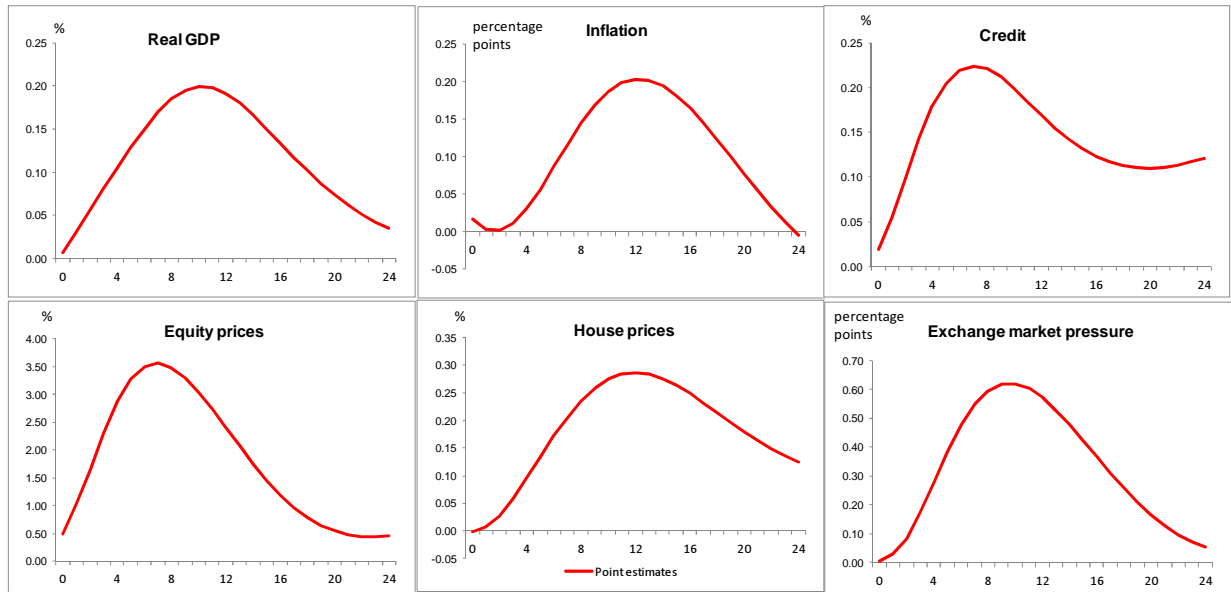 %
Real GDP
0.25
0.20
0.15
0.10
0.05
0.00
0 4 8 12 16 20 24
percentage
points
Inflation
0.25
0.20
0.15
0.10
0.05
0.00
-0.05
0 4 8 12 16 20 24
%
Credit
0.25
0.20
0.15
0.10
0.05
0.00
0 4 8 12 16 20 24
%
Equity prices
4.00
3.50
3.00
2.50
2.00
1.50
1.00
0.50
0.00
0 4 8 12 16 20 24
%
House prices
0.35
0.30
0.25
0.20
0.15
0.10
0.05
0.00
-0.05
0 4 8 12 16 20 24
Point estimates
percentage
points
Exchange market pressure
0.70
0.60
0.50
0.40
0.30
0.20
0.10
0.00
0 4 8 12 16 20 24